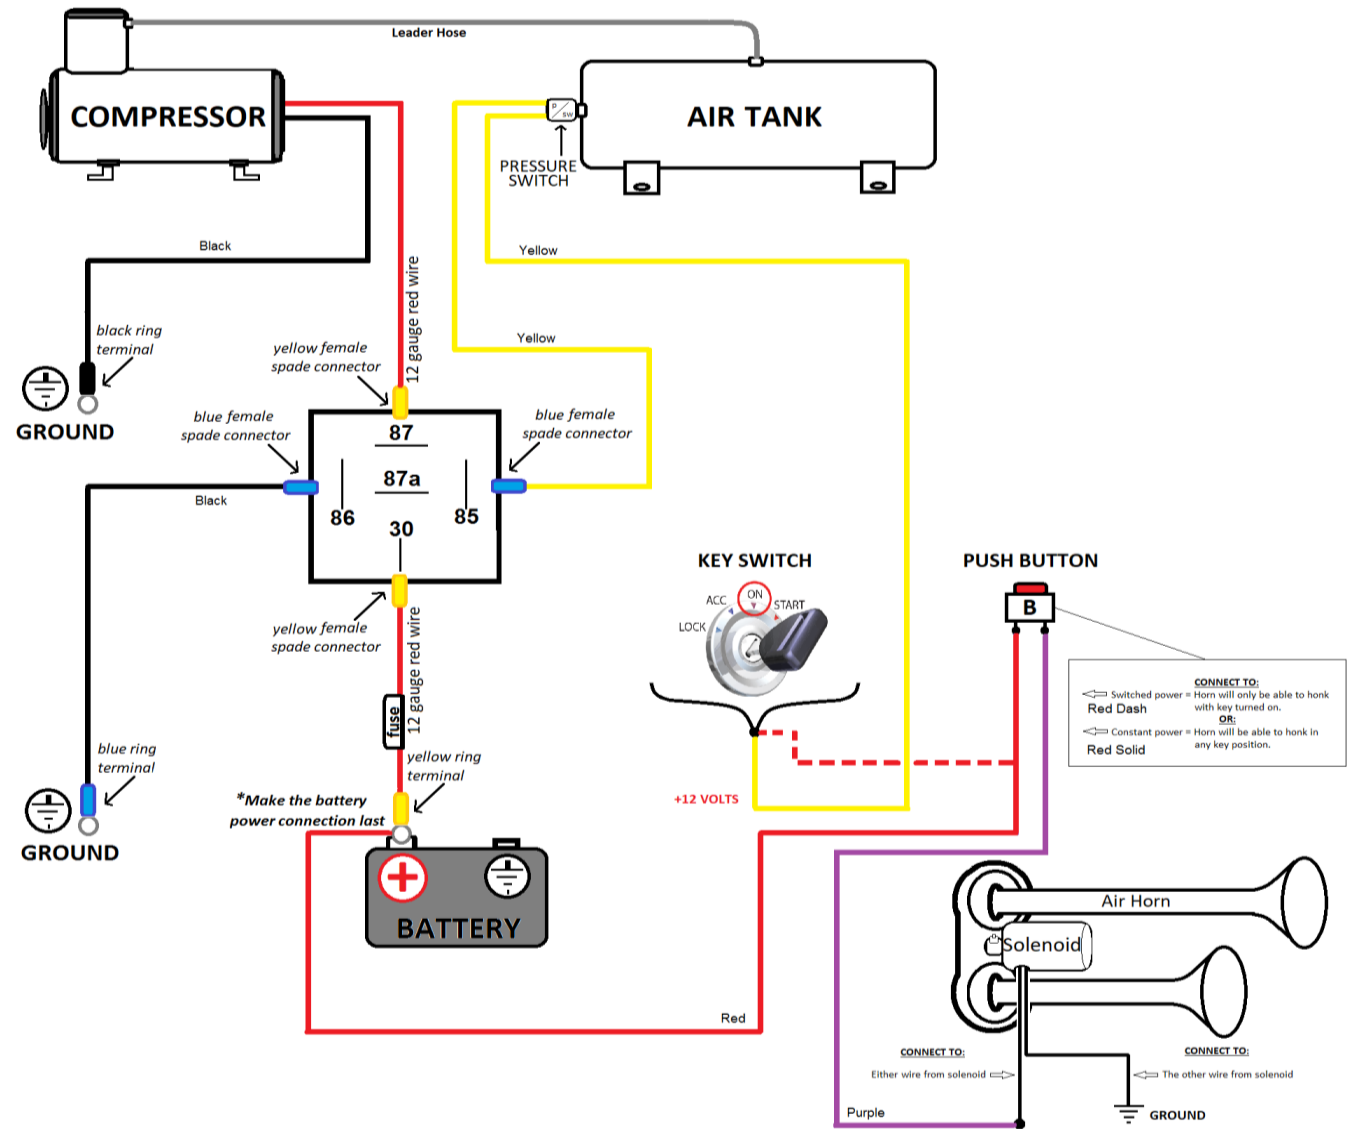 Leader Hose
COMPRESSOR
P
SW
AIR TANK
PRESSURE
SWITCH
Black
Yellow
12 gauge red wire
black ring
terminal
Yellow
yellow female
spade connector
GROUND
blue female
spade connector
blue female
spade connector
87
87a
Black
86
85
30
KEY SWITCH
PUSH BUTTON
ACC
ON
START
LOCK
B
yellow female
spade connector
12 gauge red wire
CONNECT TO:
Switched power = Horn will only be able to honk
Red Dash
with key turned on.
OR:
Constant power = Horn will be able to honk in
Red Solid
any key position.
fuse
blue ring
terminal
yellow ring
terminal
*Make the battery
power connection last
+12 VOLTS
GROUND
BATTERY
Air Horn
Solenoid
Red
CONNECT TO:
Either wire from solenoid
CONNECT TO:
The other wire from solenoid
Purple
GROUND